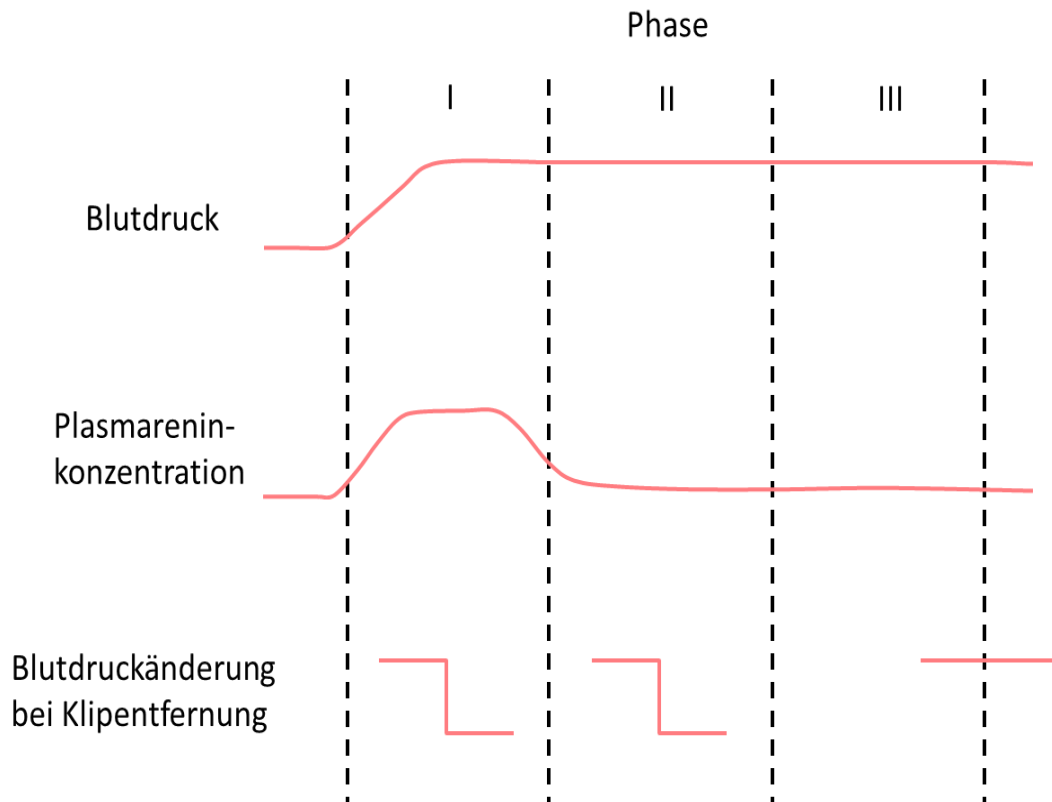 Phase
I
II
III
Blutdruck
Plasmarenin-
konzentration
Blutdruckänderung
bei Klipentfernung